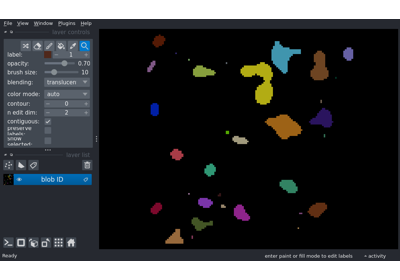 File View Window Plugins Help
layer controls
label: 1
opacity: 0.70
brush size: 10
blending: translucen
color mode: auto
contour: 0
n edit dim: 2
contiguous:
preserve
labels:
show
selected:
layer list
blob ID
Ready
enter paint or fill mode to edit labels
activity